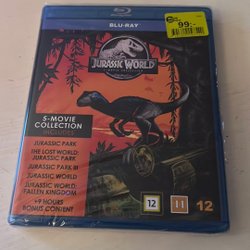 BLU-RAY
99:-
JURASSIC WORLD
5-MOVIE
COLLECTION
INCLUDES
JURASSIC PARK
THE LOST WORLD:
JURASSIC PARK
JURASSIC PARK III
JURASSIC WORLD
JURASSIC WORLD:
FALLEN KINGDOM
+9 HOURS
BONUS CONTENT
12
11
12